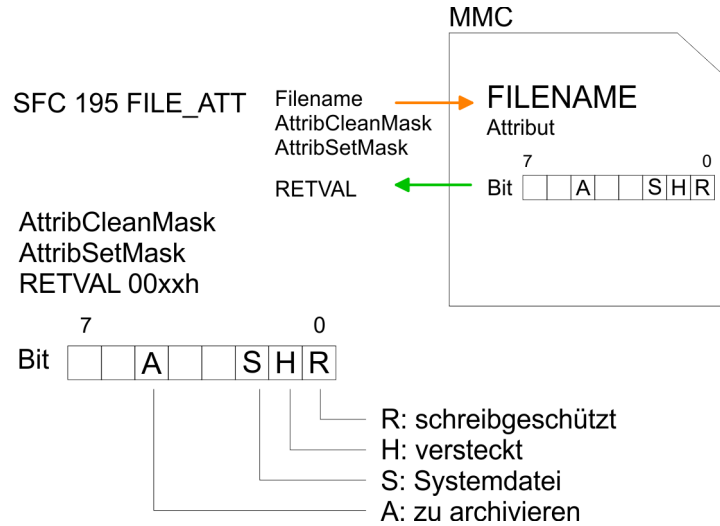 MMC
SFC 195 FILE_ATT
Filename
AttribCleanMask
AttribSetMask
RETVAL
FILENAME
Attribut
7 0
Bit A S H R
AttribCleanMask
AttribSetMask
RETVAL 00xxh
7 0
Bit A S H R
R: schreibgeschützt
H: versteckt
S: Systemdatei
A: zu archivieren